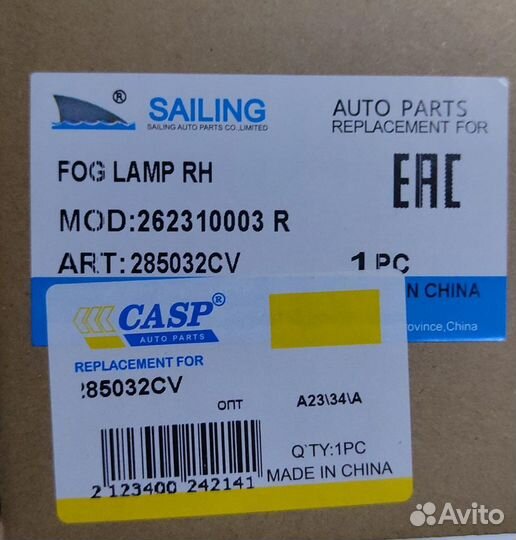 SAILING
SAILING AUTO PARTS CO.,LIMITED
AUTO PARTS
REPLACEMENT FOR
FOG LAMP RH
EAC
MOD:262310003 R
ART:285032CV
1 PC
N CHINA
rovince,China
CASP®
AUTO PARTS
REPLACEMENT FOR
285032CV
ОПТ
A23\34\A
Q`TY:1PC
MADE IN CHINA
2 123400 242141
Avito